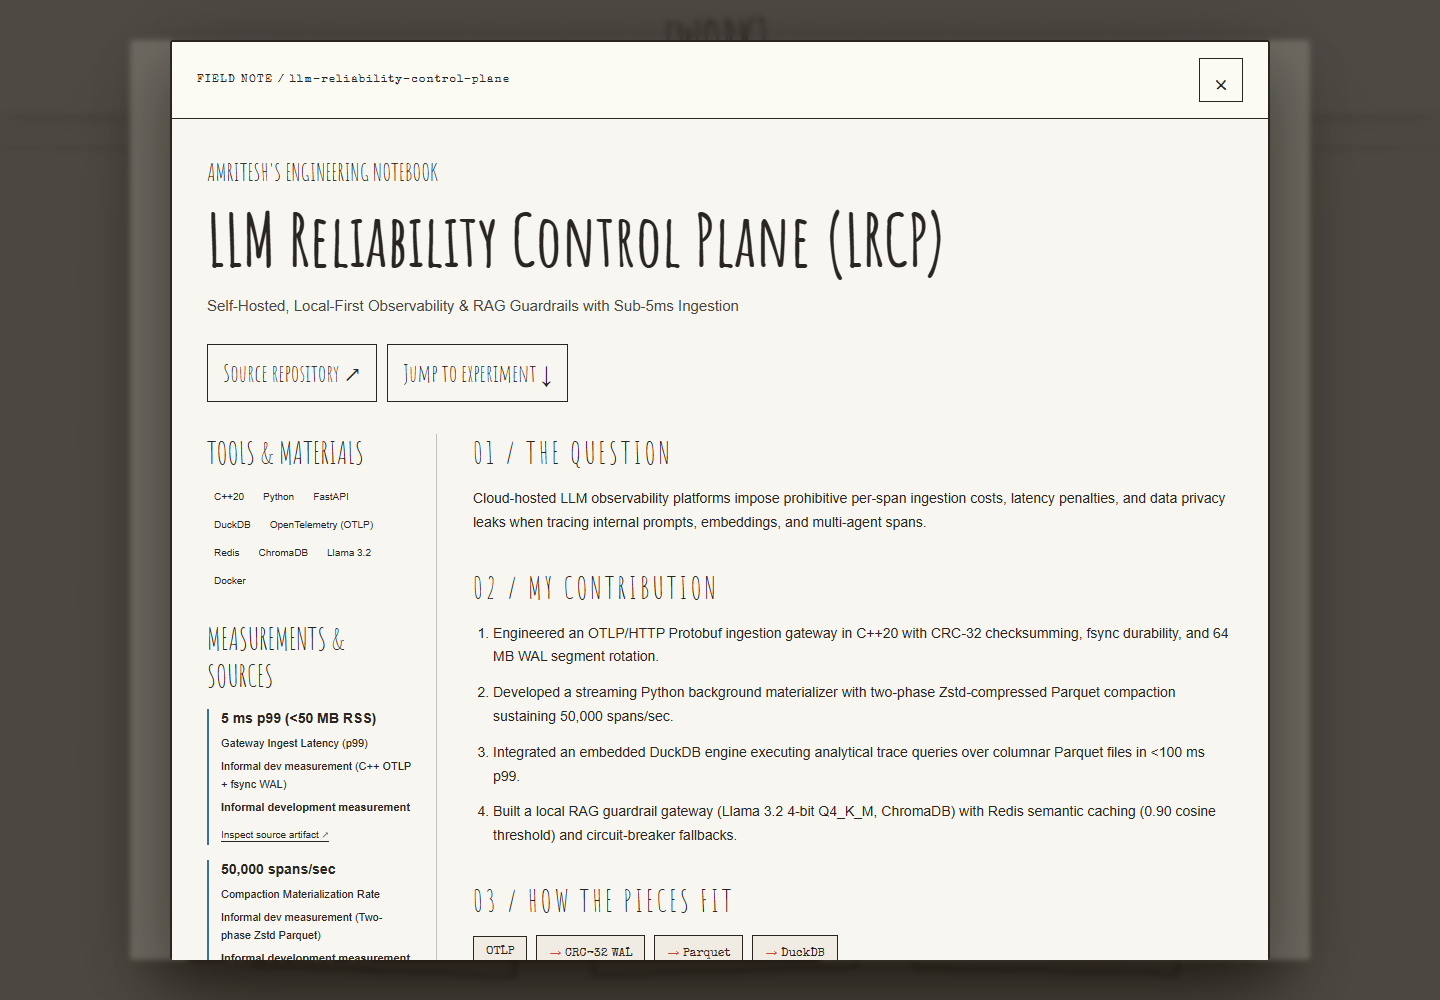 [WORK]
FIELD NOTE / llm-reliability-control-plane
×
AMRITESH'S ENGINEERING NOTEBOOK
LLM Reliability Control Plane (LRCP)
Self-Hosted, Local-First Observability & RAG Guardrails with Sub-5ms Ingestion
Source repository ↗
Jump to experiment ↓
TOOLS & MATERIALS
C++20 Python FastAPI
DuckDB OpenTelemetry (OTLP)
Redis ChromaDB Llama 3.2
Docker
MEASUREMENTS &
SOURCES
5 ms p99 (<50 MB RSS)
Gateway Ingest Latency (p99)
Informal dev measurement (C++ OTLP
+ fsync WAL)
Informal development measurement
Inspect source artifact ↗
50,000 spans/sec
Compaction Materialization Rate
Informal dev measurement (Two-
phase Zstd Parquet)
Informal development measurement
01 / THE QUESTION
Cloud-hosted LLM observability platforms impose prohibitive per-span ingestion costs, latency penalties, and data privacy
leaks when tracing internal prompts, embeddings, and multi-agent spans.
02 / MY CONTRIBUTION
1. Engineered an OTLP/HTTP Protobuf ingestion gateway in C++20 with CRC-32 checksumming, fsync durability, and 64
MB WAL segment rotation.
2. Developed a streaming Python background materializer with two-phase Zstd-compressed Parquet compaction
sustaining 50,000 spans/sec.
3. Integrated an embedded DuckDB engine executing analytical trace queries over columnar Parquet files in <100 ms
p99.
4. Built a local RAG guardrail gateway (Llama 3.2 4-bit Q4_K_M, ChromaDB) with Redis semantic caching (0.90 cosine
threshold) and circuit-breaker fallbacks.
03 / HOW THE PIECES FIT
OTLP → CRC-32 WAL → Parquet → DuckDB